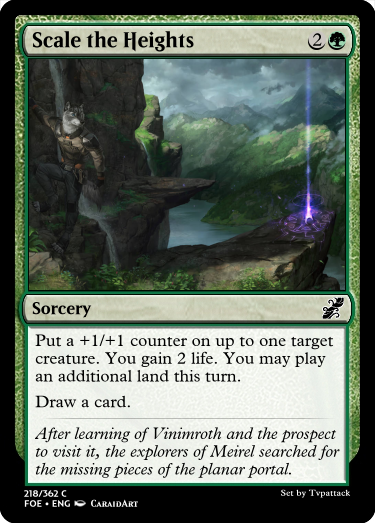 Scale the Heights 2
Sorcery
Put a +1/+1 counter on up to one target
creature. You gain 2 life. You may play
an additional land this turn.
Draw a card.
After learning of Vinimroth and the prospect
to visit it, the explorers of Meirel searched for
the missing pieces of the planar portal.
218/362 C
FOE • ENG CaraidArt
Set by Tvpattack